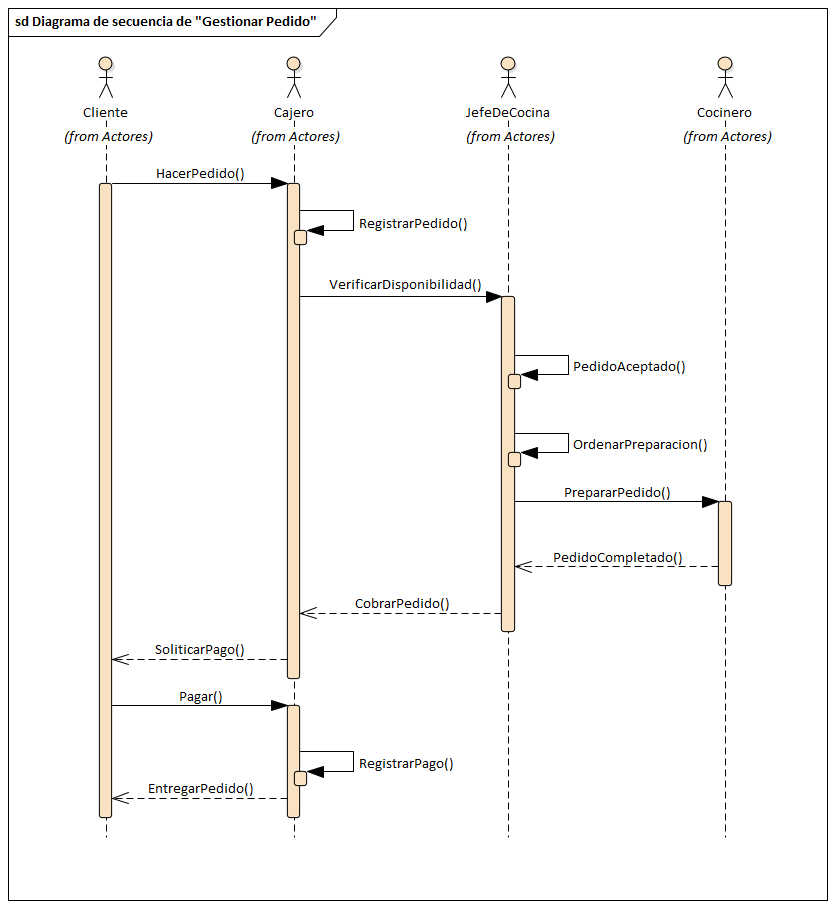 sd Diagrama de secuencia de "Gestionar Pedido"
Cliente
(from Actores)
Cajero
(from Actores)
JefeDeCocina
(from Actores)
Cocinero
(from Actores)
HacerPedido()
RegistrarPedido()
VerificarDisponibilidad()
PedidoAceptado()
OrdenarPreparacion()
PrepararPedido()
PedidoCompletado()
CobrarPedido()
SoliticarPago()
Pagar()
RegistrarPago()
EntregarPedido()